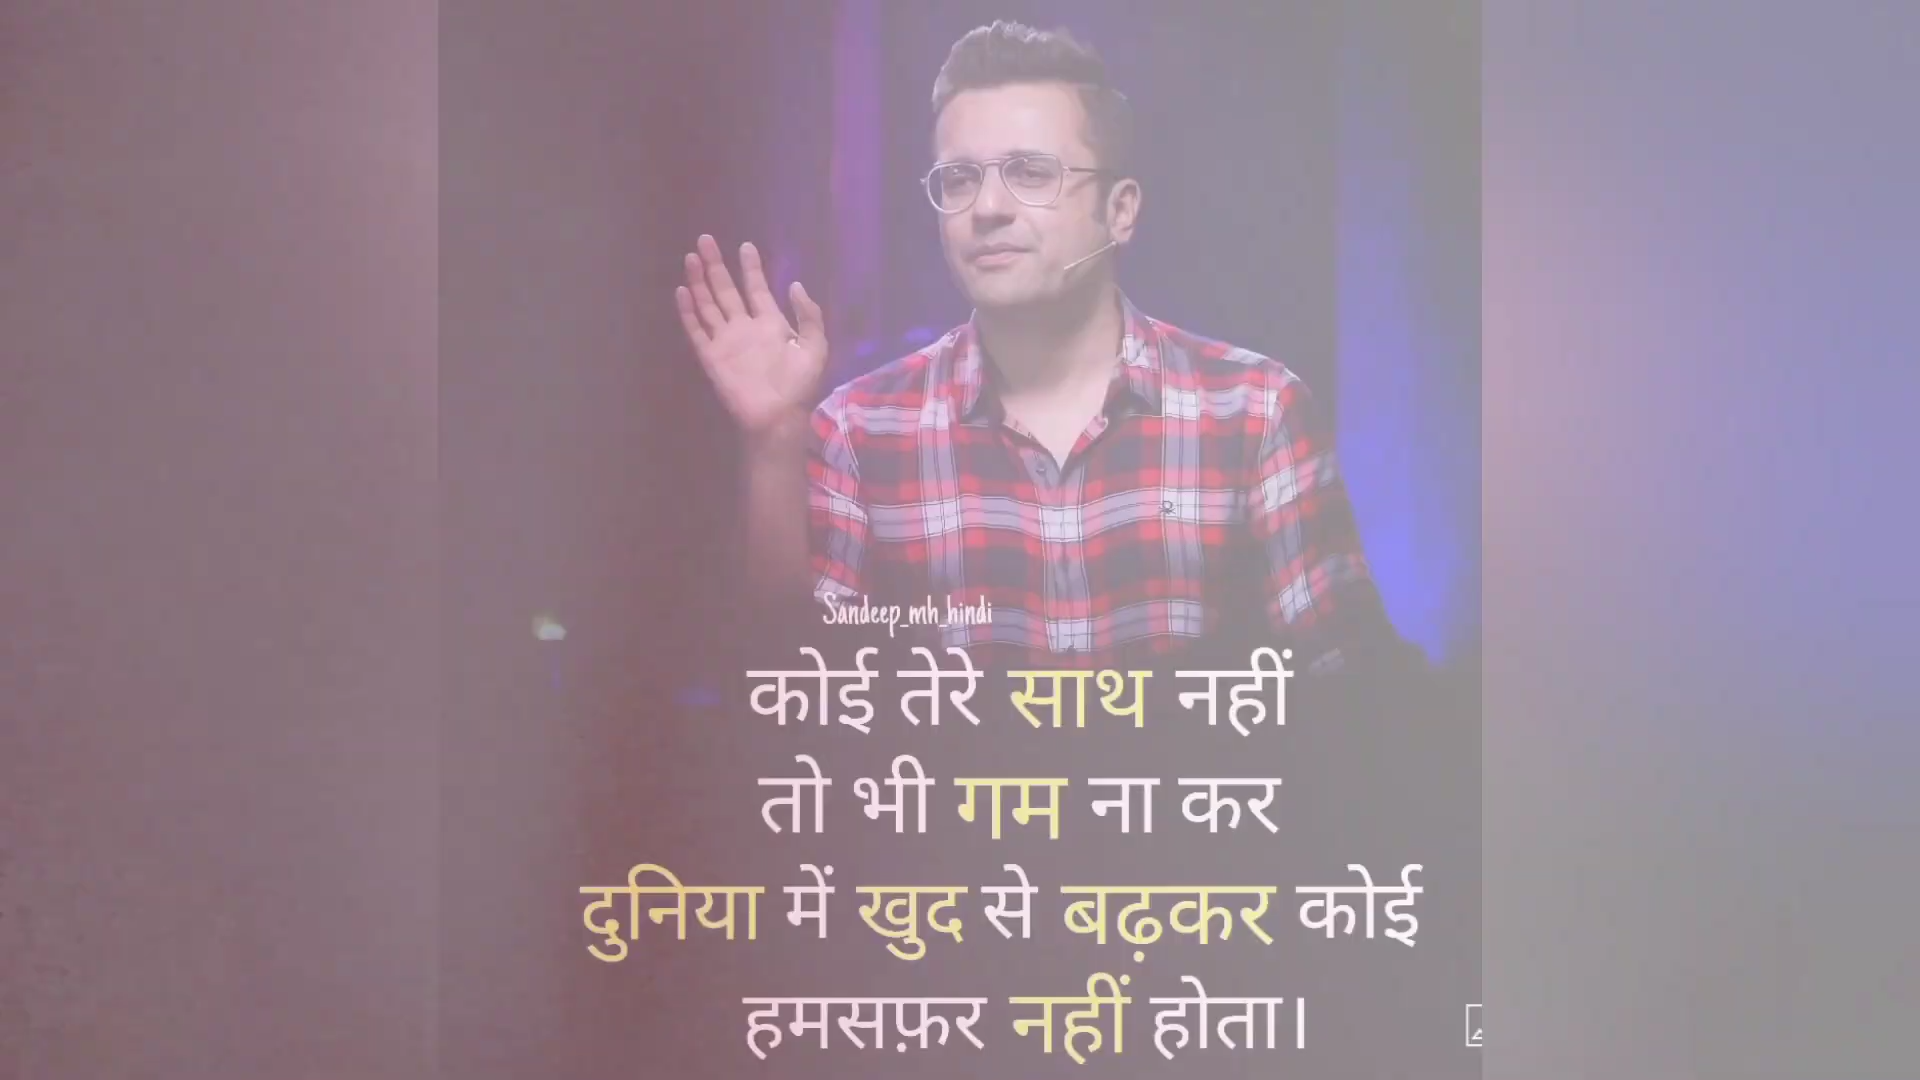 Sandeep_mh_hindi
कोई तेरे साथ नहीं
तो भी गम ना कर
दुनिया में खुद से बढ़कर कोई
हमसफ़र नहीं होता।